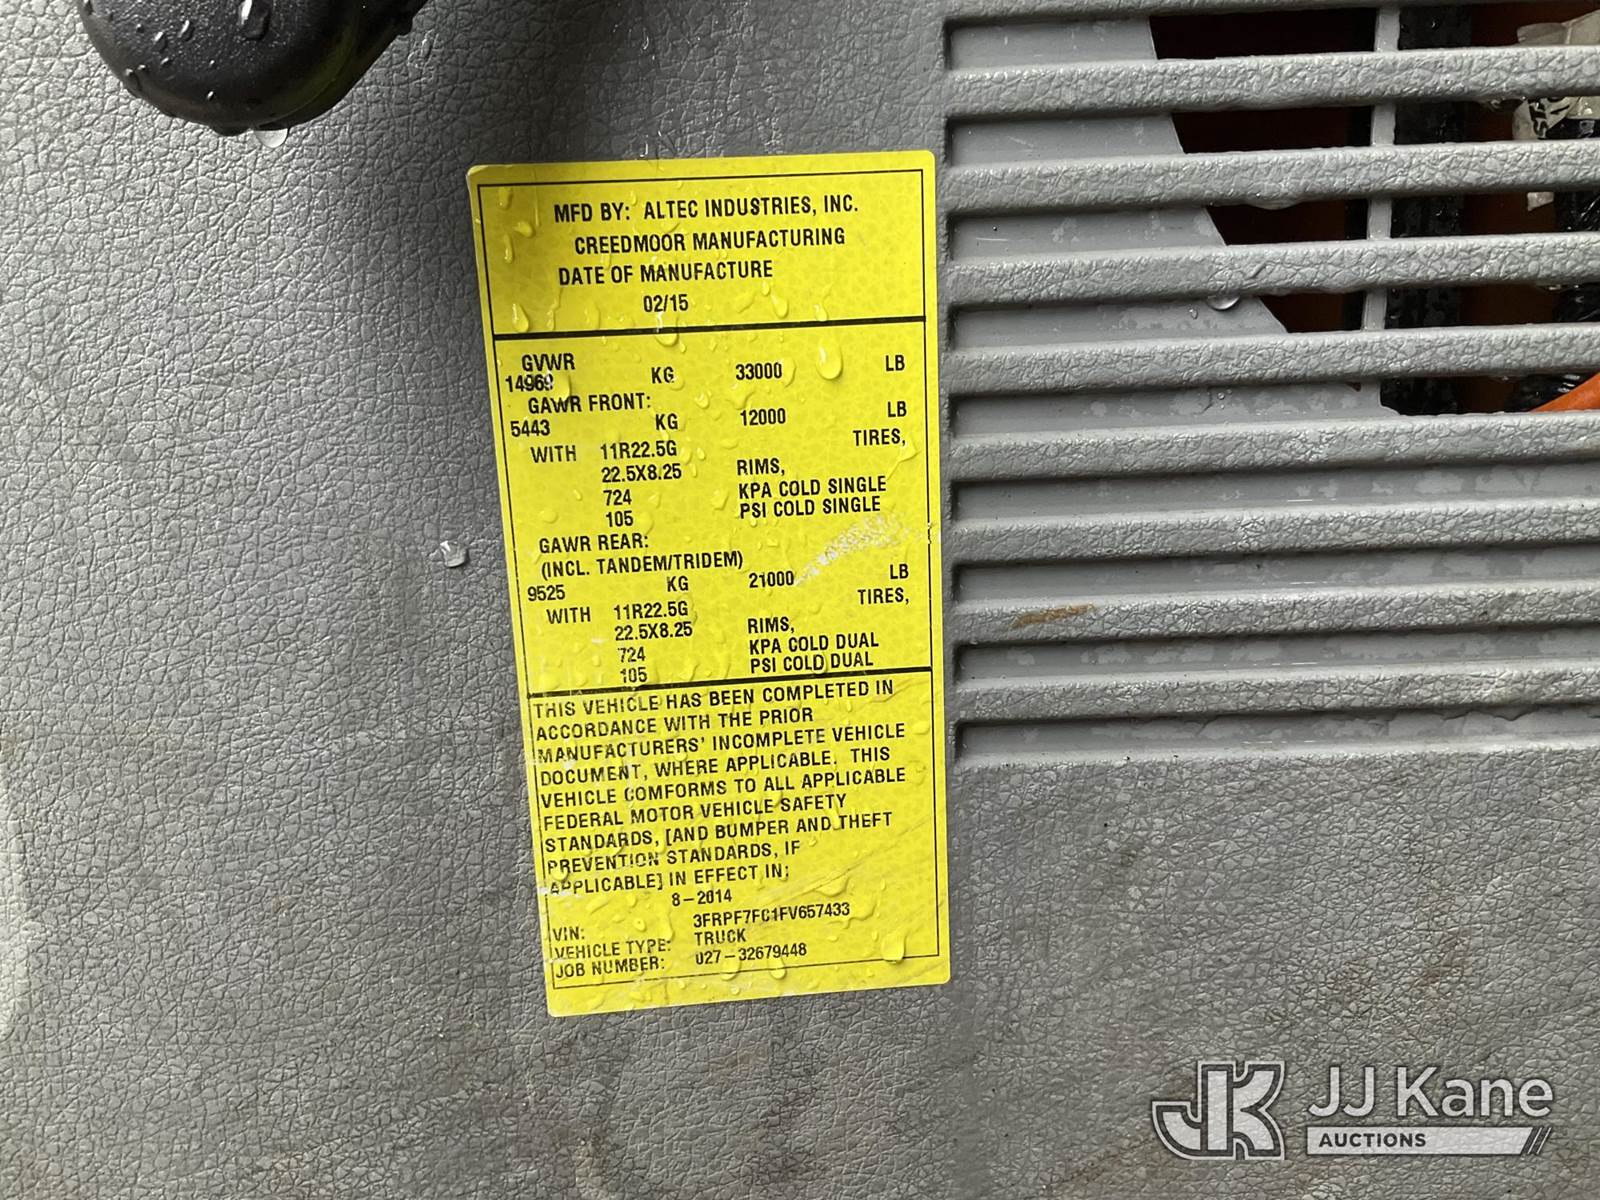 MFD BY: ALTEC INDUSTRIES, INC.
CREEDMOOR MANUFACTURING
DATE OF MANUFACTURE
02/15
GVWR
14969 KG 33000 LB
GAWR FRONT:
5443 KG 12000 LB
WITH 11R22.5G TIRES,
22.5X8.25 RIMS,
724 KPA COLD SINGLE
105 PSI COLD SINGLE
GAWR REAR:
(INCL. TANDEM/TRIDEM)
9525 KG 21000 LB
WITH 11R22.5G TIRES,
22.5X8.25 RIMS,
724 KPA COLD DUAL
105 PSI COLD DUAL
THIS VEHICLE HAS BEEN COMPLETED IN
ACCORDANCE WITH THE PRIOR
MANUFACTURERS' INCOMPLETE VEHICLE
DOCUMENT, WHERE APPLICABLE. THIS
VEHICLE COMFORMS TO ALL APPLICABLE
FEDERAL MOTOR VEHICLE SAFETY
STANDARDS, [AND BUMPER AND THEFT
PREVENTION STANDARDS, IF
APPLICABLE] IN EFFECT IN:
8-2014
VIN: 3FRPF7FC1FV657433
VEHICLE TYPE: TRUCK
JOB NUMBER: 027-32679448
JK JJ Kane
AUCTIONS